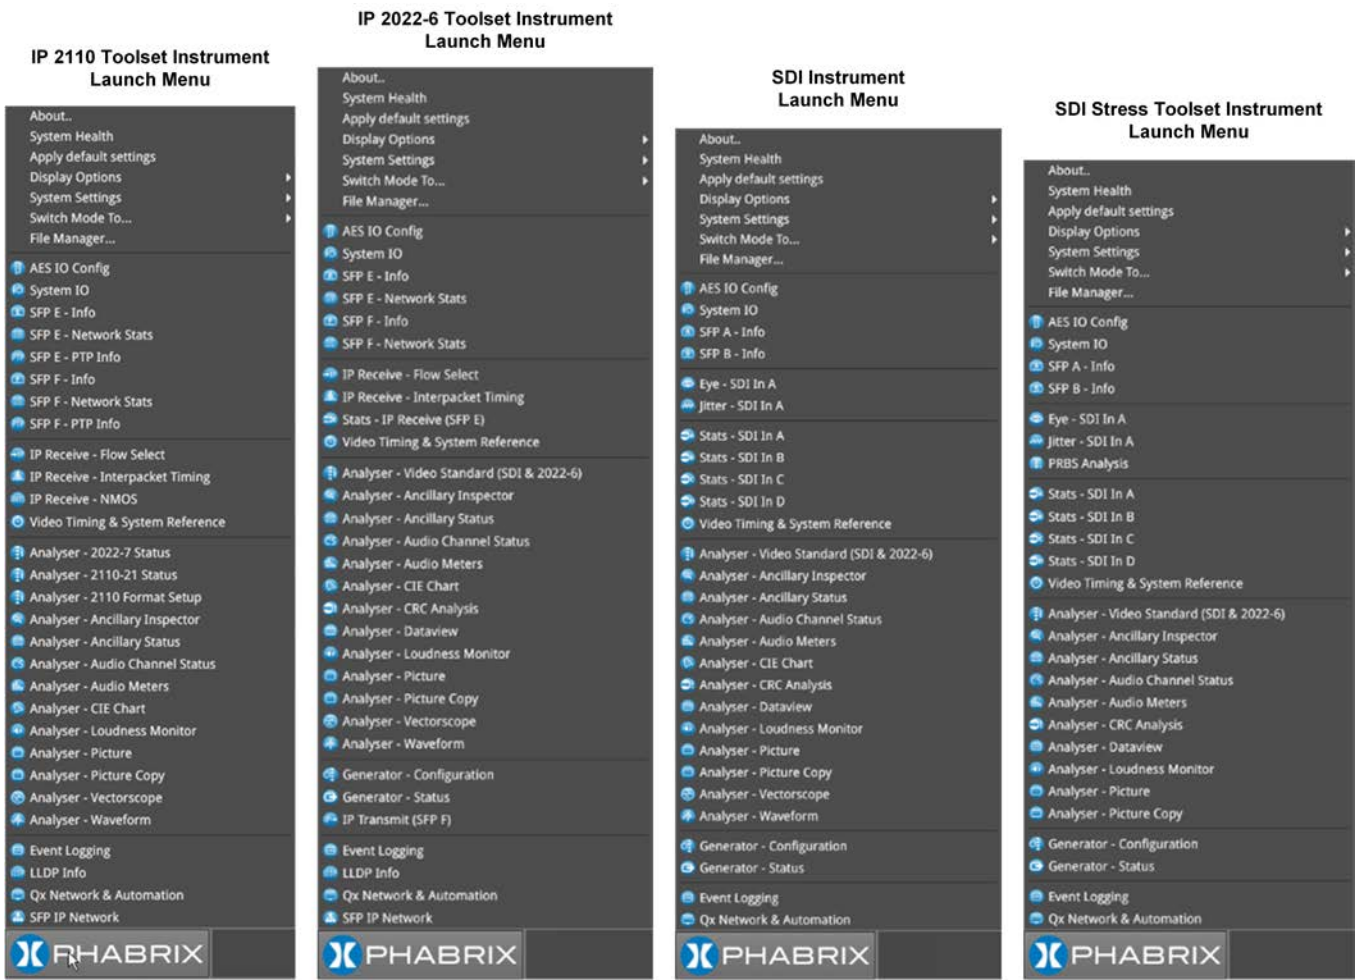 IP 2110 Toolset Instrument
Launch Menu
About..
System Health
Apply default settings
Display Options
System Settings
Switch Mode To...
File Manager...
AES IO Config
System IO
SFP E - Info
SFP E - Network Stats
SFP E - PTP Info
SFP F - Info
SFP F - Network Stats
SFP F - PTP Info
IP Receive - Flow Select
IP Receive - Interpacket Timing
IP Receive - NMOS
Video Timing & System Reference
Analyser - 2022-7 Status
Analyser - 2110-21 Status
Analyser - 2110 Format Setup
Analyser - Ancillary Inspector
Analyser - Ancillary Status
Analyser - Audio Channel Status
Analyser - Audio Meters
Analyser - CIE Chart
Analyser - Loudness Monitor
Analyser - Picture
Analyser - Picture Copy
Analyser - Vectorscope
Analyser - Waveform
Event Logging
LLDP Info
Qx Network & Automation
SFP IP Network
PHABRIX
IP 2022-6 Toolset Instrument
Launch Menu
About..
System Health
Apply default settings
Display Options
System Settings
Switch Mode To...
File Manager...
AES IO Config
System IO
SFP E - Info
SFP E - Network Stats
SFP F - Info
SFP F - Network Stats
IP Receive - Flow Select
IP Receive - Interpacket Timing
Stats - IP Receive (SFP E)
Video Timing & System Reference
Analyser - Video Standard (SDI & 2022-6)
Analyser - Ancillary Inspector
Analyser - Ancillary Status
Analyser - Audio Channel Status
Analyser - Audio Meters
Analyser - CIE Chart
Analyser - CRC Analysis
Analyser - Dataview
Analyser - Loudness Monitor
Analyser - Picture
Analyser - Picture Copy
Analyser - Vectorscope
Analyser - Waveform
Generator - Configuration
Generator - Status
IP Transmit (SFP F)
Event Logging
LLDP Info
Qx Network & Automation
SFP IP Network
PHABRIX
SDI Instrument
Launch Menu
About..
System Health
Apply default settings
Display Options
System Settings
Switch Mode To...
File Manager...
AES IO Config
System IO
SFP A - Info
SFP B - Info
Eye - SDI In A
Jitter - SDI In A
Stats - SDI In A
Stats - SDI In B
Stats - SDI In C
Stats - SDI In D
Video Timing & System Reference
Analyser - Video Standard (SDI & 2022-6)
Analyser - Ancillary Inspector
Analyser - Ancillary Status
Analyser - Audio Channel Status
Analyser - Audio Meters
Analyser - CIE Chart
Analyser - CRC Analysis
Analyser - Dataview
Analyser - Loudness Monitor
Analyser - Picture
Analyser - Picture Copy
Analyser - Vectorscope
Analyser - Waveform
Generator - Configuration
Generator - Status
Event Logging
Qx Network & Automation
PHABRIX
SDI Stress Toolset Instrument
Launch Menu
About..
System Health
Apply default settings
Display Options
System Settings
Switch Mode To...
File Manager...
AES IO Config
System IO
SFP A - Info
SFP B - Info
Eye - SDI In A
Jitter - SDI In A
PRBS Analysis
Stats - SDI In A
Stats - SDI In B
Stats - SDI In C
Stats - SDI In D
Video Timing & System Reference
Analyser - Video Standard (SDI & 2022-6)
Analyser - Ancillary Inspector
Analyser - Ancillary Status
Analyser - Audio Channel Status
Analyser - Audio Meters
Analyser - CRC Analysis
Analyser - Dataview
Analyser - Loudness Monitor
Analyser - Picture
Analyser - Picture Copy
Generator - Configuration
Generator - Status
Event Logging
Qx Network & Automation
PHABRIX